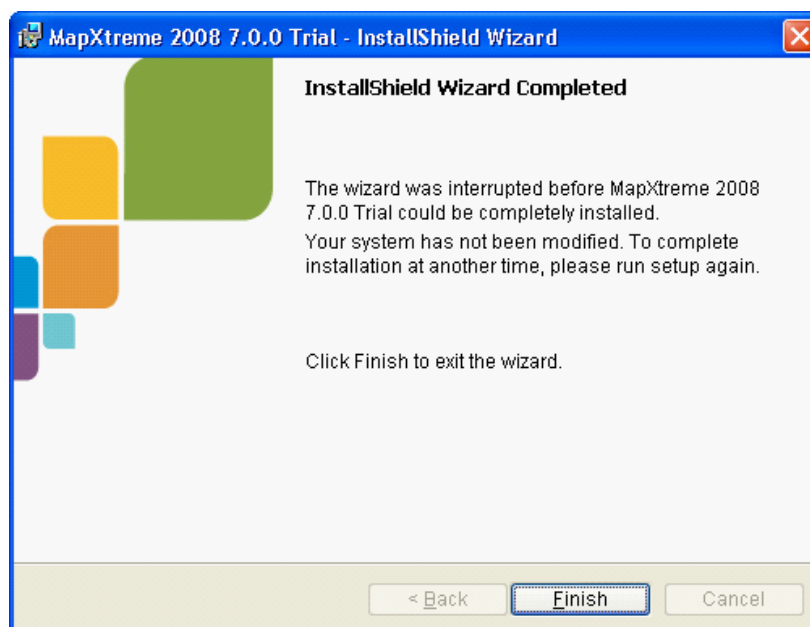 MapXtreme 2008 7.0.0 Trial - InstallShield Wizard
InstallShield Wizard Completed
The wizard was interrupted before MapXtreme 2008
7.0.0 Trial could be completely installed.
Your system has not been modified. To complete
installation at another time, please run setup again.
Click Finish to exit the wizard.
< Back Finish Cancel